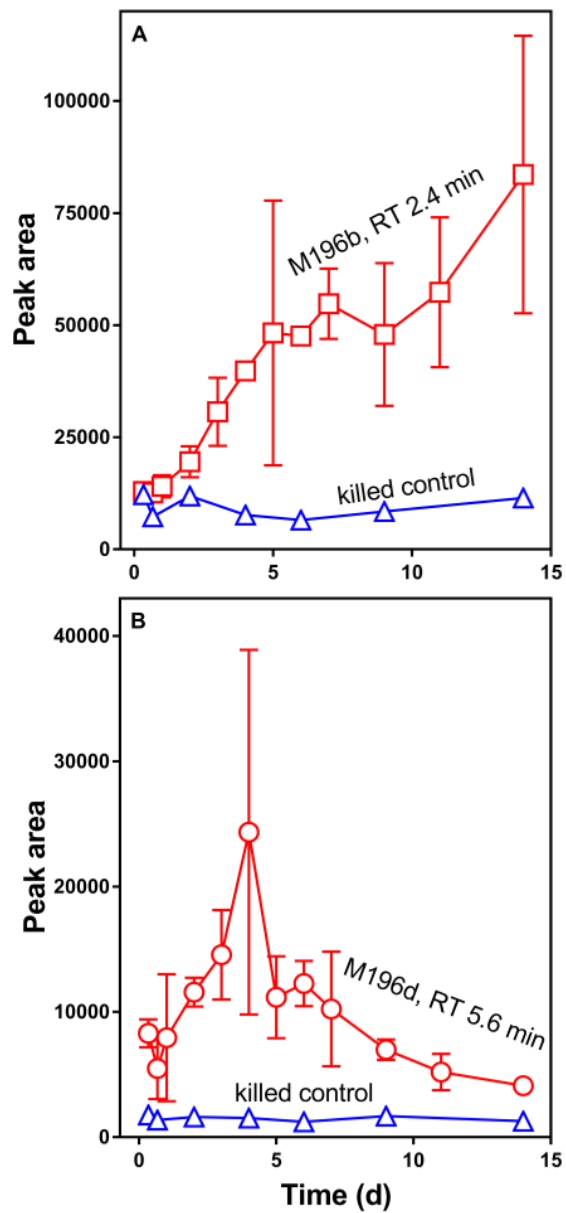 A
100000
75000
50000
25000
0
Peak area
M196b, RT 2.4 min
killed control
0
5
10
15
B
40000
30000
20000
10000
0
Peak area
M196d, RT 5.6 min
killed control
0
5
10
15
Time (d)